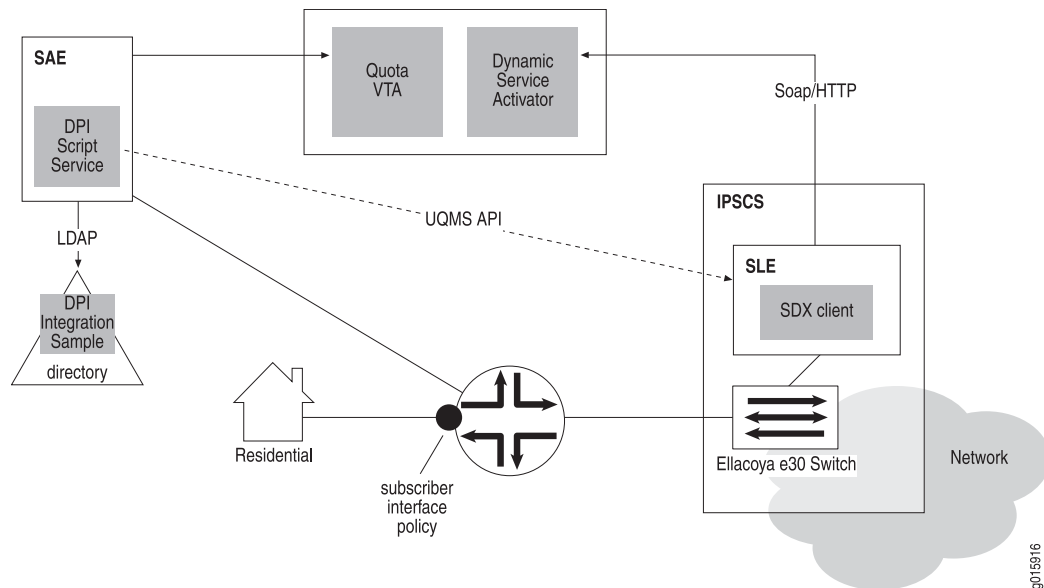 SAE
DPI
Script
Service
LDAP
DPI
Integration
Sample
directory
Quota
VTA
Dynamic
Service
Activator
Soap/HTTP
UQMS API
IPSCS
SLE
SDX client
Ellacoya e30 Switch
Network
Residential
subscriber
interface
policy
g015916